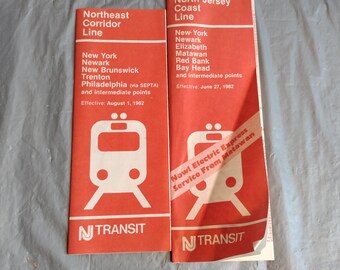 Northeast
Corridor
Line
New York
Newark
New Brunswick
Trenton
Philadelphia (via SEPTA)
and intermediate points
Effective: August 1, 1982
NJ TRANSIT
North Jersey
Coast
Line
New York
Newark
Elizabeth
Matawan
Red Bank
Bay Head
and intermediate points
Effective: June 27, 1982
Now! Electric Express
Service From Matawan
NJ TRANSIT